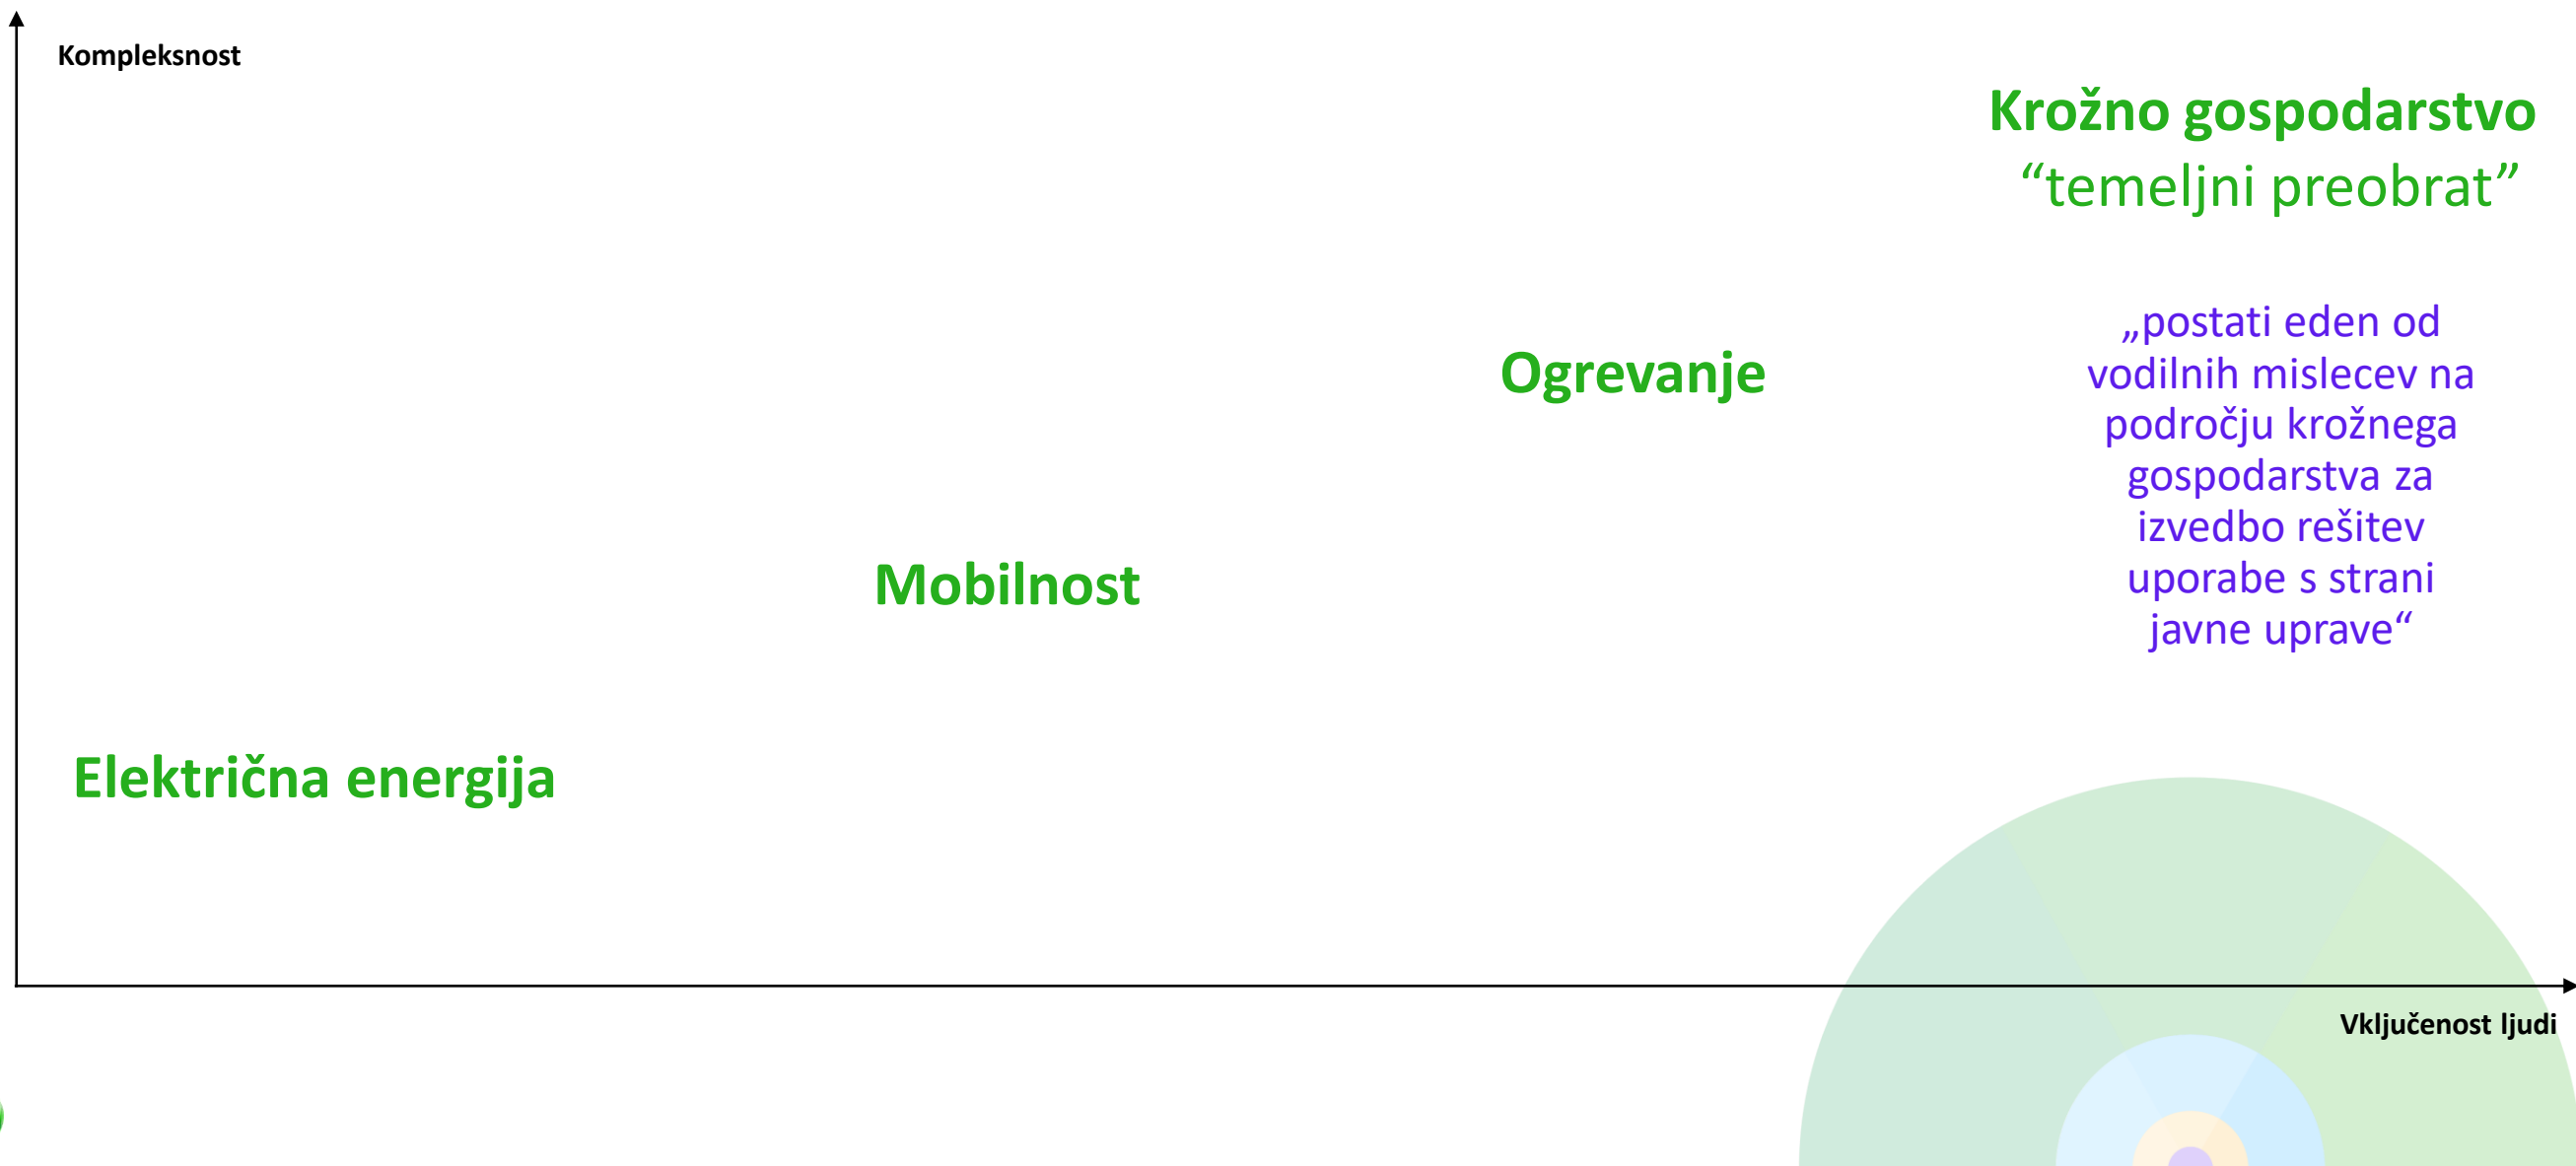 Kompleksnost
Krožno gospodarstvo
“temeljni preobrat”
„postati eden od
vodilnih mislecev na
področju krožnega
gospodarstva za
izvedbo rešitev
uporabe s strani
javne uprave“
Ogrevanje
Mobilnost
Električna energija
Vključenost ljudi